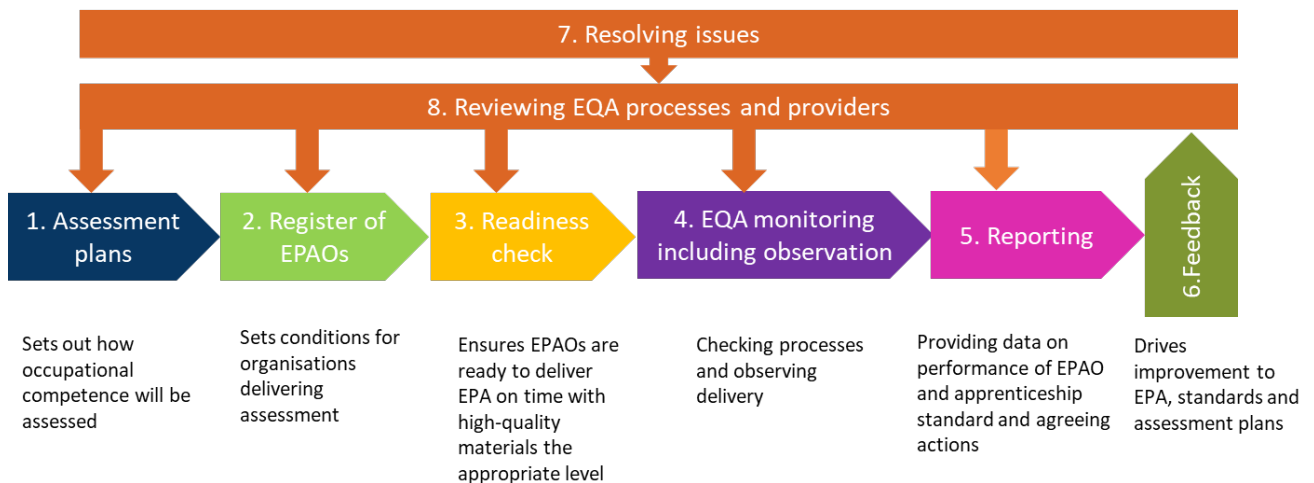 7. Resolving issues
8. Reviewing EQA processes and providers
1. Assessment
plans
2. Register of
EPAOs
3. Readiness
check
4. EQA monitoring
including observation
5. Reporting
6.Feedback
Sets out how
occupational
competence will be
assessed
Sets conditions for
organisations
delivering
assessment
Ensures EPAOs are
ready to deliver
EPA on time with
high-quality
materials the
appropriate level
Checking processes
and observing
delivery
Providing data on
performance of EPAO
and apprenticeship
standard and agreeing
actions
Drives
improvement to
EPA, standards and
assessment plans